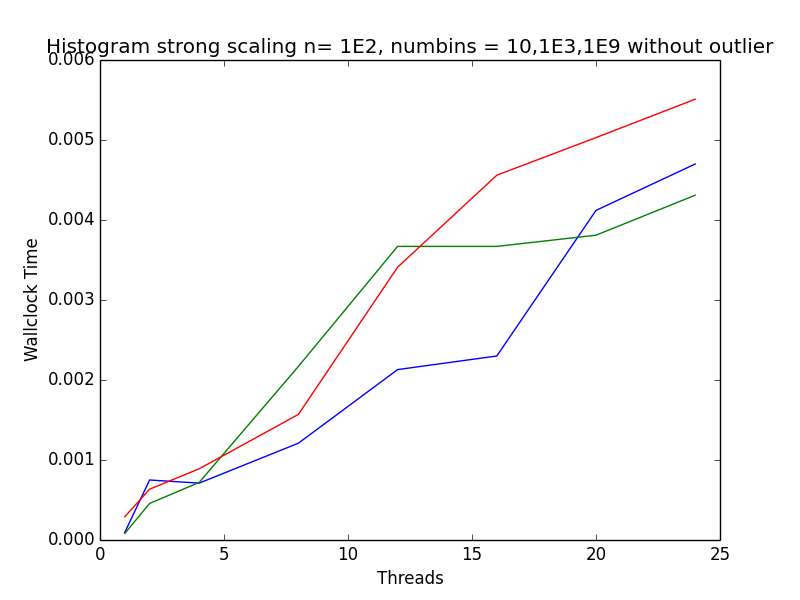 Histogram strong scaling n= 1E2, numbins = 10,1E3,1E9 without outlier
0.006
0.005
0.004
0.003
0.002
0.001
0.000
Wallclock Time
0 5 10 15 20 25
Threads